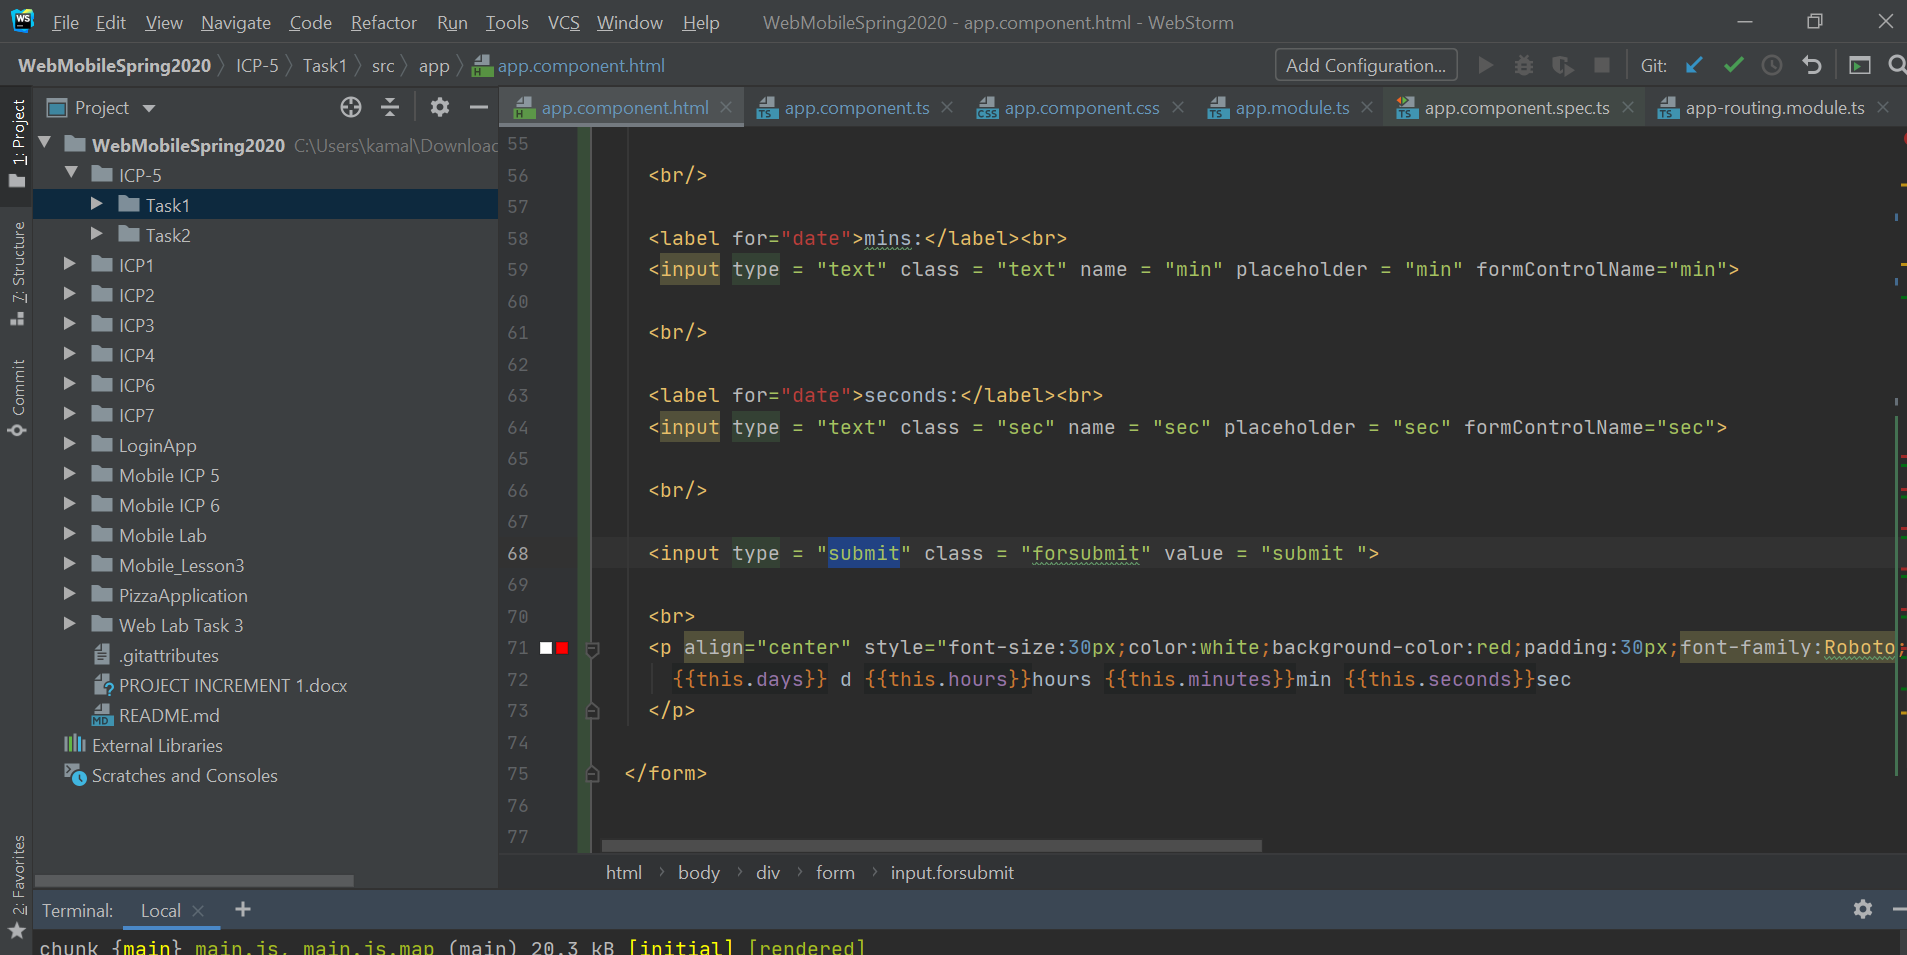 WS File Edit View Navigate Code Refactor Run Tools VCS Window Help WebMobileSpring2020 - app.component.html - WebStorm
WebMobileSpring2020 ICP-5 Task1 src app app.component.html Add Configuration... Git:
Project
app.component.html app.component.ts app.component.css app.module.ts app.component.spec.ts app-routing.module.ts
1: Project
7: Structure
Commit
2: Favorites
WebMobileSpring2020 C:\Users\kamal\Downloac
ICP-5
Task1
Task2
ICP1
ICP2
ICP3
ICP4
ICP6
ICP7
LoginApp
Mobile ICP 5
Mobile ICP 6
Mobile Lab
Mobile_Lesson3
PizzaApplication
Web Lab Task 3
.gitattributes
PROJECT INCREMENT 1.docx
README.md
External Libraries
Scratches and Consoles
55
56 <br/>
57
58 <label for="date">mins:</label><br>
59 <input type = "text" class = "text" name = "min" placeholder = "min" formControlName="min">
60
61 <br/>
62
63 <label for="date">seconds:</label><br>
64 <input type = "text" class = "sec" name = "sec" placeholder = "sec" formControlName="sec">
65
66 <br/>
67
68 <input type = "submit" class = "forsubmit" value = "submit ">
69
70 <br>
71 <p align="center" style="font-size:30px;color:white;background-color:red;padding:30px;font-family:Roboto;
72 {{this.days}} d {{this.hours}}hours {{this.minutes}}min {{this.seconds}}sec
73 </p>
74
75 </form>
76
77
html body div form input.forsubmit
Terminal: Local
chunk {main} main.js, main.js.map (main) 20.3 kB [initial] [rendered]